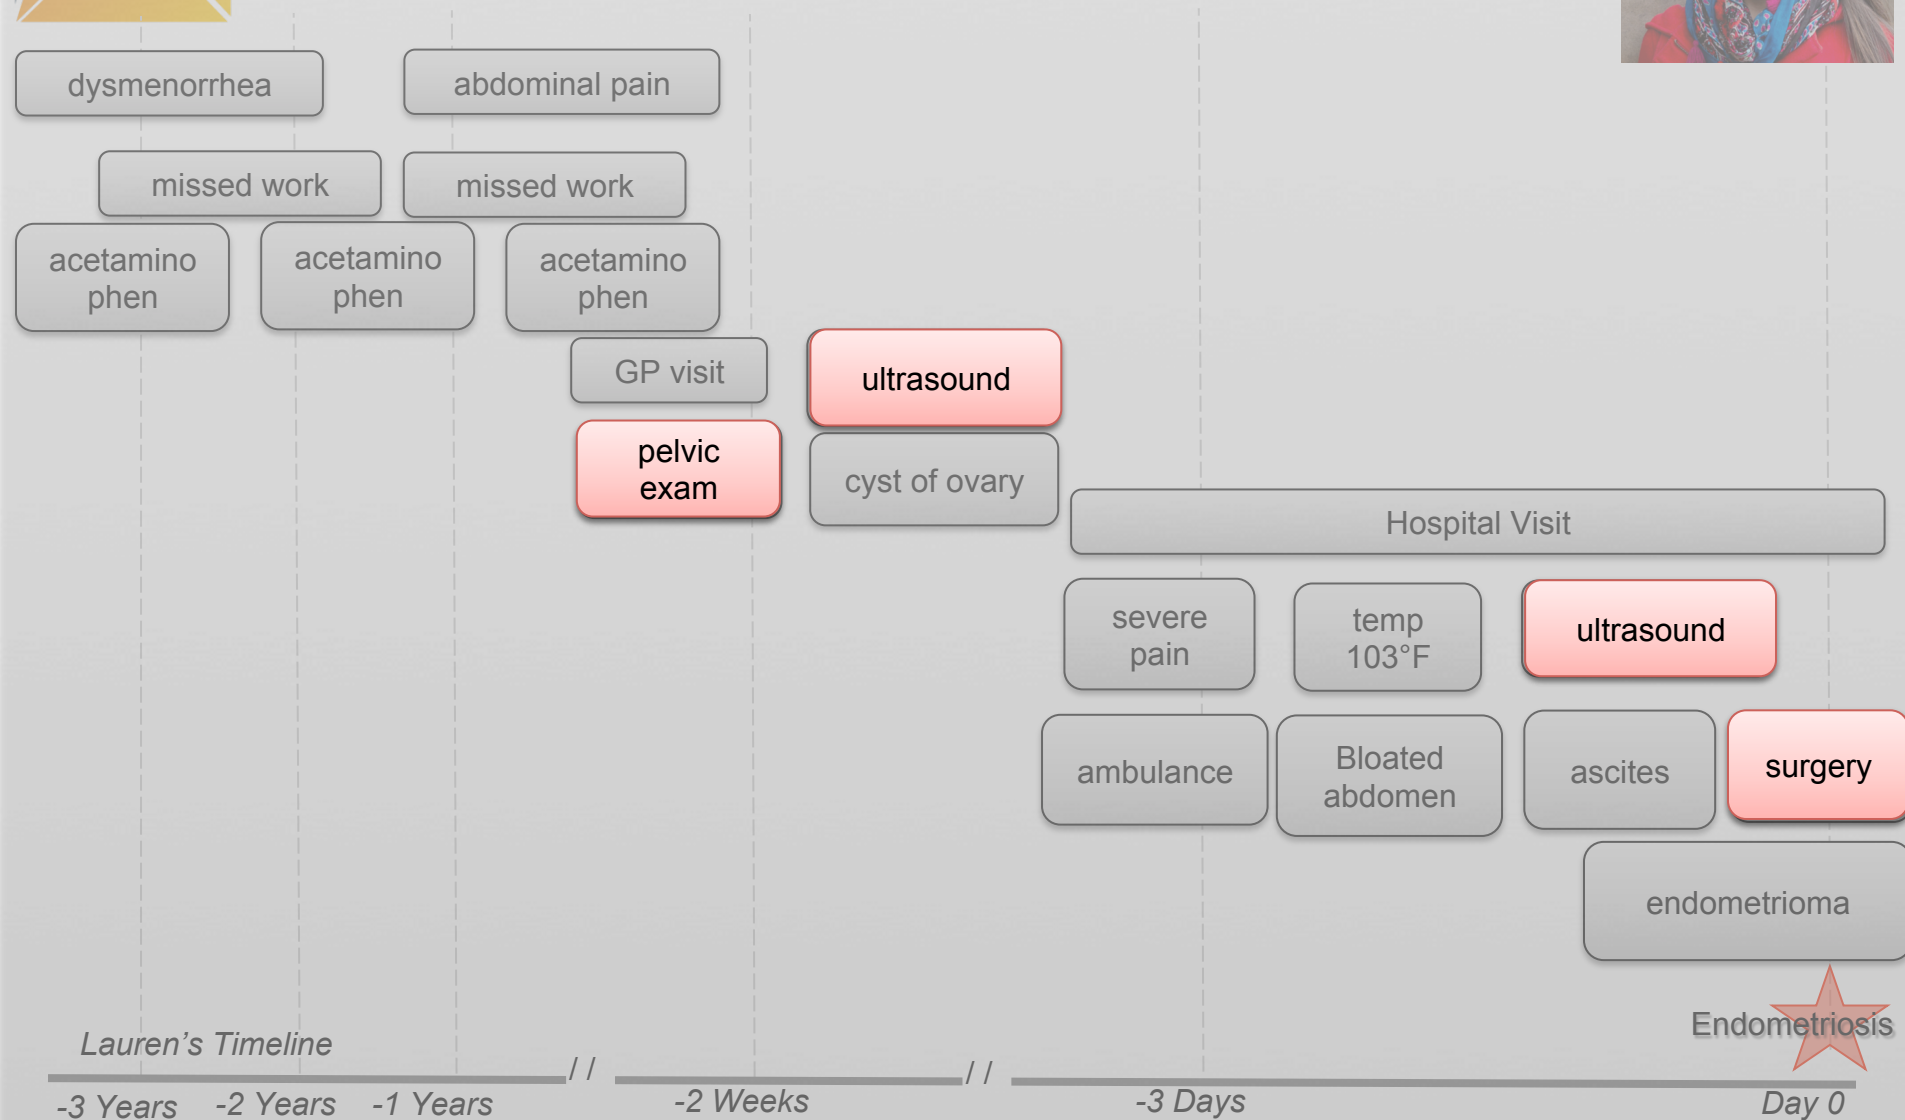 dysmenorrhea
abdominal pain
missed work
missed work
acetamino
phen
acetamino
phen
acetamino
phen
GP visit
ultrasound
pelvic
exam
cyst of ovary
Hospital Visit
severe
pain
temp
103°F
ultrasound
ambulance
Bloated
abdomen
ascites
surgery
endometrioma
Endometriosis
Lauren's Timeline
//
//
-3 Years
-2 Years
-1 Years
-2 Weeks
-3 Days
Day 0